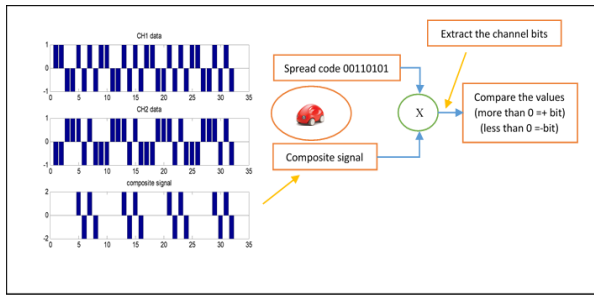 CH1 data
1
0
-1
0 5 10 15 20 25 30 35
CH2 data
1
0
-1
0 5 10 15 20 25 30 35
composite signal
2
0
-2
0 5 10 15 20 25 30 35
Extract the channel bits
Spread code 00110101
X
Compare the values
(more than 0 =+ bit)
(less than 0 =-bit)
Composite signal